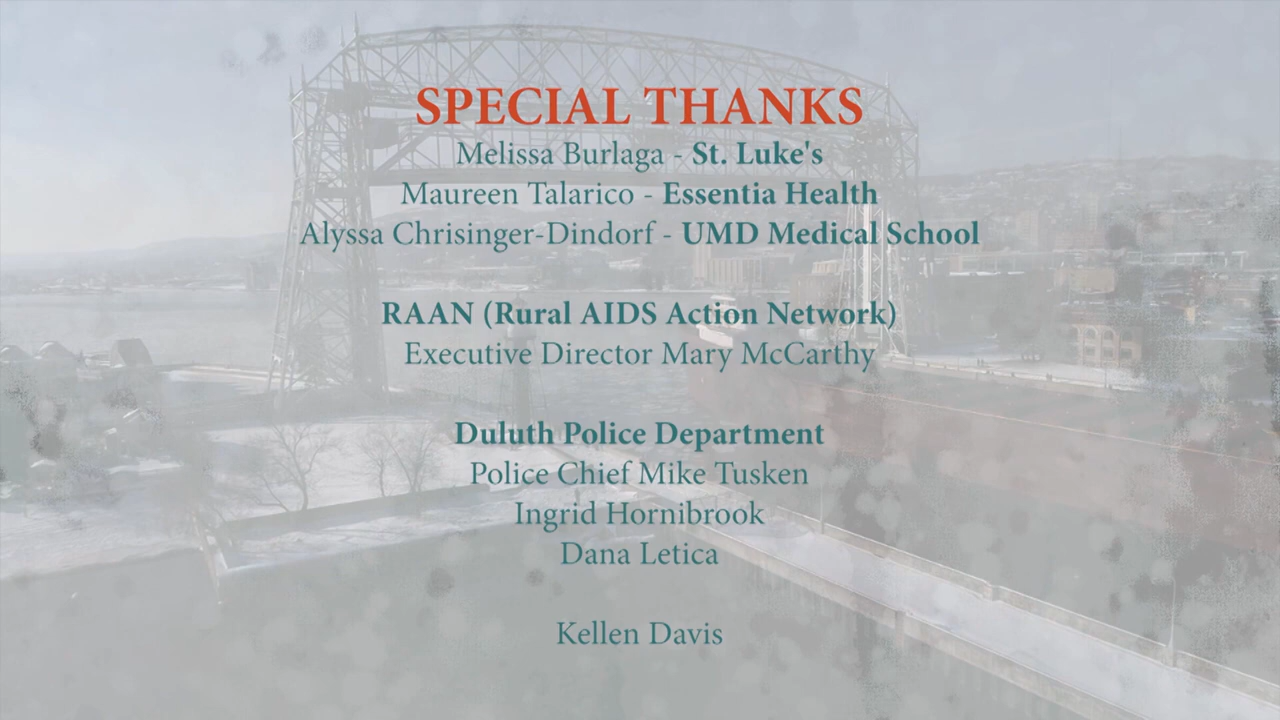 SPECIAL THANKS
Melissa Burlaga - St. Luke's
Maureen Talarico - Essentia Health
Alyssa Chrisinger-Dindorf - UMD Medical School
RAAN (Rural AIDS Action Network)
Executive Director Mary McCarthy
Duluth Police Department
Police Chief Mike Tusken
Ingrid Hornibrook
Dana Letica
Kellen Davis